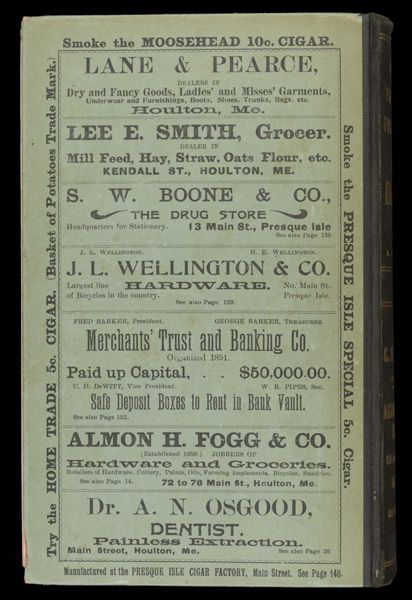 Smoke the MOOSEHEAD 10c. CIGAR.
Try the HOME TRADE 5c. CIGAR. (Basket of Potatoes Trade Mark.)
LANE & PEARCE,
DEALERS IN
Dry and Fancy Goods, Ladies' and Misses' Garments,
Underwear and Furnishings, Boots, Shoes, Trunks, Bags, etc.
Houlton, Me.
LEE E. SMITH, Grocer.
DEALER IN
Mill Feed, Hay, Straw, Oats Flour, etc.
KENDALL ST., HOULTON, ME.
S. W. BOONE & CO.,
THE DRUG STORE
Headquarters for Stationery. 13 Main St., Presque Isle
See also Page 130
J. L. WELLINGTON. H. E. WELLINGTON.
J. L. WELLINGTON & CO.
Largest line HARDWARE. No. Main St.
of Bicycles in the country. Presque Isle.
See also Page 129.
FRED BARKER, President. GEORGE BARKER, Treasurer.
Merchants' Trust and Banking Co.
Organized 1891.
Paid up Capital, . . $50,000.00.
C. D. DeWITT, Vice President. W. R. PIPES, Sec.
Safe Deposit Boxes to Rent in Bank Vault.
See also Page 152.
ALMON H. FOGG & CO.
(Established 1859.) JOBBERS OF
Hardware and Groceries.
Retailers of Hardware, Cutlery, Paints, Oils, Farming Implements, Bicycles, Sundries.
See also Page 14. 72 to 78 Main St., Houlton, Me.
Dr. A. N. OSGOOD,
DENTIST.
Painless Extraction.
Main Street, Houlton, Me. See also Page 26
Smoke the PRESQUE ISLE SPECIAL 5c. Cigar.
Manufactured at the PRESQUE ISLE CIGAR FACTORY, Main Street. See Page 140.